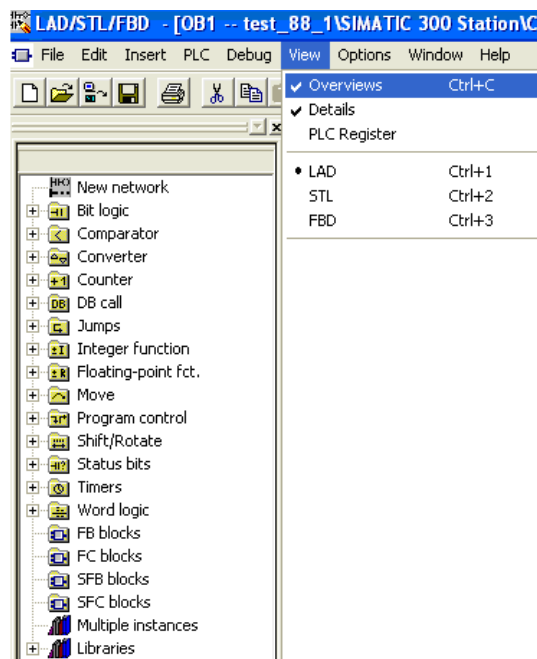 LAD/STL/FBD - [OB1 -- test_88_1\SIMATIC 300 Station\C
File Edit Insert PLC Debug View Options Window Help
Overviews Ctrl+C
Details
PLC Register
LAD Ctrl+1
STL Ctrl+2
FBD Ctrl+3
New network
Bit logic
Comparator
Converter
Counter
DB call
Jumps
Integer function
Floating-point fct.
Move
Program control
Shift/Rotate
Status bits
Timers
Word logic
FB blocks
FC blocks
SFB blocks
SFC blocks
Multiple instances
Libraries